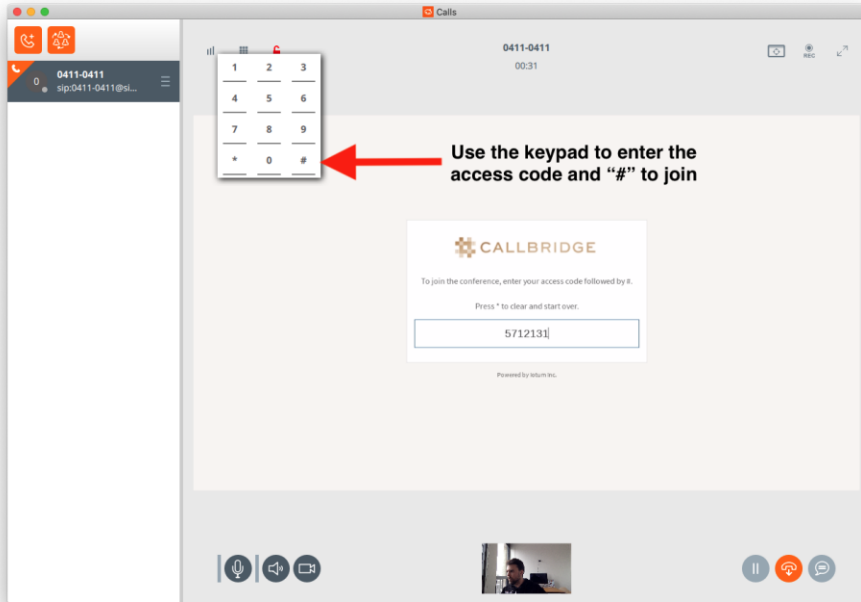 Calls
0411-0411
sip:0411-0411@si...
0
0411-0411
00:31
REC
1 2 3
4 5 6
7 8 9
* 0 #
Use the keypad to enter the
access code and “#” to join
CALLBRIDGE
To join the conference, enter your access code followed by #.
Press * to clear and start over.
5712131
Powered by Iotum Inc.